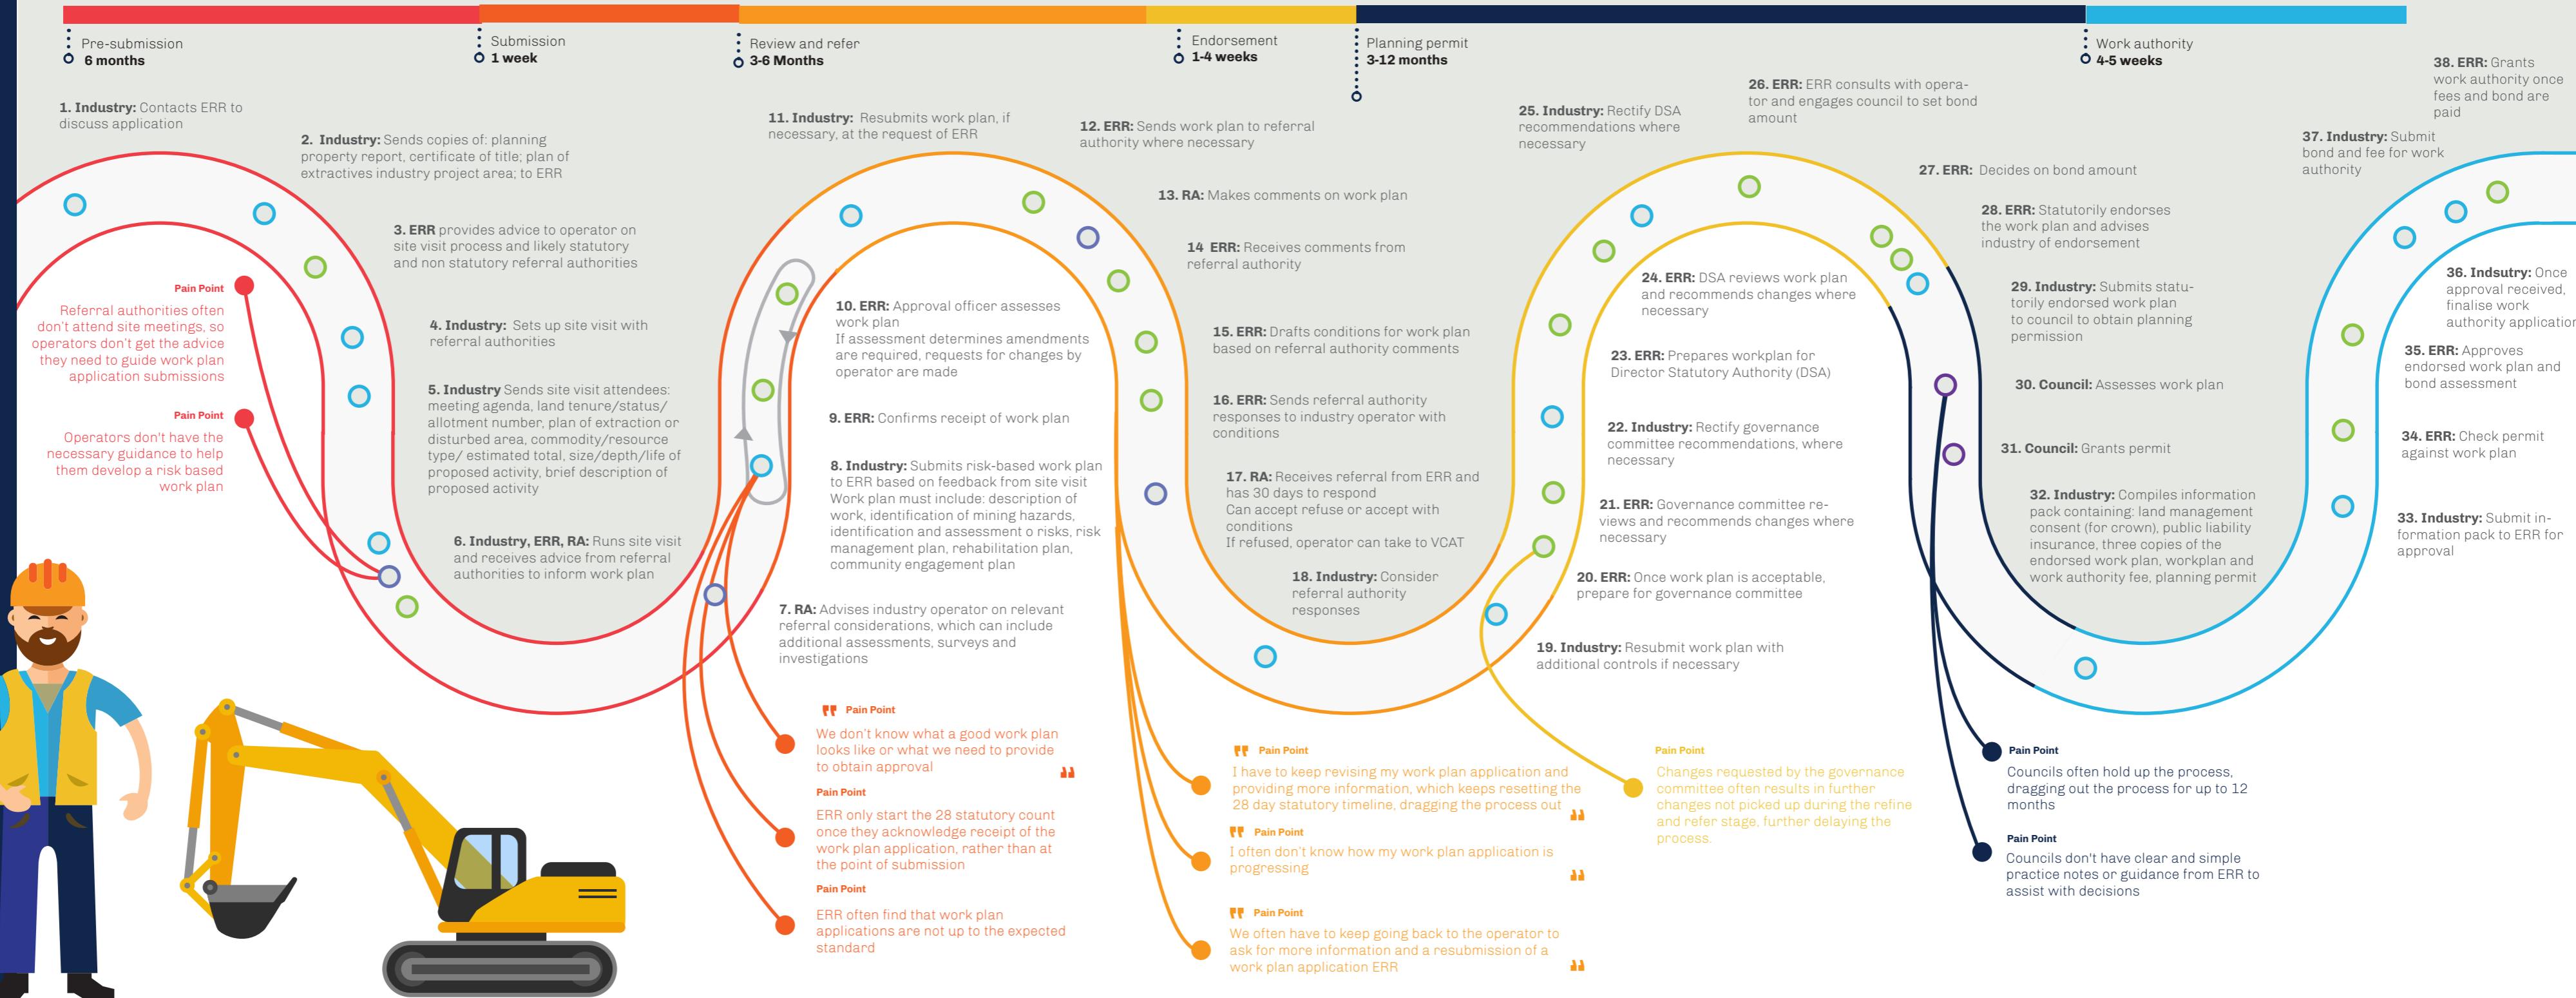 Pre-submission
6 months
Submission
1 week
Review and refer
3-6 Months
Endorsement
1-4 weeks
Planning permit
3-12 months
Work authority
4-5 weeks
1. Industry: Contacts ERR to
discuss application
2. Industry: Sends copies of: planning
property report, certificate of title; plan of
extractives industry project area; to ERR
3. ERR provides advice to operator on
site visit process and likely statutory
and non statutory referral authorities
4. Industry: Sets up site visit with
referral authorities
5. Industry Sends site visit attendees:
meeting agenda, land tenure/status/
allotment number, plan of extraction or
disturbed area, commodity/resource
type/ estimated total, size/depth/life of
proposed activity, brief description of
proposed activity
6. Industry, ERR, RA: Runs site visit
and receives advice from referral
authorities to inform work plan
Pain Point
Referral authorities often
don't attend site meetings, so
operators don't get the advice
they need to guide work plan
application submissions
Pain Point
Operators don't have the
necessary guidance to help
them develop a risk based
work plan
11. Industry: Resubmits work plan, if
necessary, at the request of ERR
10. ERR: Approval officer assesses
work plan
If assessment determines amendments
are required, requests for changes by
operator are made
9. ERR: Confirms receipt of work plan
8. Industry: Submits risk-based work plan
to ERR based on feedback from site visit
Work plan must include: description of
work, identification of mining hazards,
identification and assessment o risks, risk
management plan, rehabilitation plan,
community engagement plan
7. RA: Advises industry operator on relevant
referral considerations, which can include
additional assessments, surveys and
investigations
Pain Point
We don't know what a good work plan
looks like or what we need to provide
to obtain approval
Pain Point
ERR only start the 28 statutory count
once they acknowledge receipt of the
work plan application, rather than at
the point of submission
Pain Point
ERR often find that work plan
applications are not up to the expected
standard
12. ERR: Sends work plan to referral
authority where necessary
13. RA: Makes comments on work plan
14 ERR: Receives comments from
referral authority
15. ERR: Drafts conditions for work plan
based on referral authority comments
16. ERR: Sends referral authority
responses to industry operator with
conditions
17. RA: Receives referral from ERR and
has 30 days to respond
Can accept refuse or accept with
conditions
If refused, operator can take to VCAT
18. Industry: Consider
referral authority
responses
Pain Point
I have to keep revising my work plan application and
providing more information, which keeps resetting the
28 day statutory timeline, dragging the process out
Pain Point
I often don't know how my work plan application is
progressing
Pain Point
We often have to keep going back to the operator to
ask for more information and a resubmission of a
work plan application ERR
25. Industry: Rectify DSA
recommendations where
necessary
24. ERR: DSA reviews work plan
and recommends changes where
necessary
23. ERR: Prepares workplan for
Director Statutory Authority (DSA)
22. Industry: Rectify governance
committee recommendations, where
necessary
21. ERR: Governance committee re-
views and recommends changes where
necessary
20. ERR: Once work plan is acceptable,
prepare for governance committee
19. Industry: Resubmit work plan with
additional controls if necessary
Pain Point
Changes requested by the governance
committee often results in further
changes not picked up during the refine
and refer stage, further delaying the
process.
26. ERR: ERR consults with opera-
tor and engages council to set bond
amount
27. ERR: Decides on bond amount
28. ERR: Statutorily endorses
the work plan and advises
industry of endorsement
29. Industry: Submits statu-
torily endorsed work plan
to council to obtain planning
permission
30. Council: Assesses work plan
31. Council: Grants permit
32. Industry: Compiles information
pack containing: land management
consent (for crown), public liability
insurance, three copies of the
endorsed work plan, workplan and
work authority fee, planning permit
Pain Point
Councils often hold up the process,
dragging out the process for up to 12
months
Pain Point
Councils don't have clear and simple
practice notes or guidance from ERR to
assist with decisions
38. ERR: Grants
work authority once
fees and bond are
paid
37. Industry: Submit
bond and fee for work
authority
36. Indsutry: Once
approval received,
finalise work
authority application
35. ERR: Approves
endorsed work plan and
bond assessment
34. ERR: Check permit
against work plan
33. Industry: Submit in-
formation pack to ERR for
approval